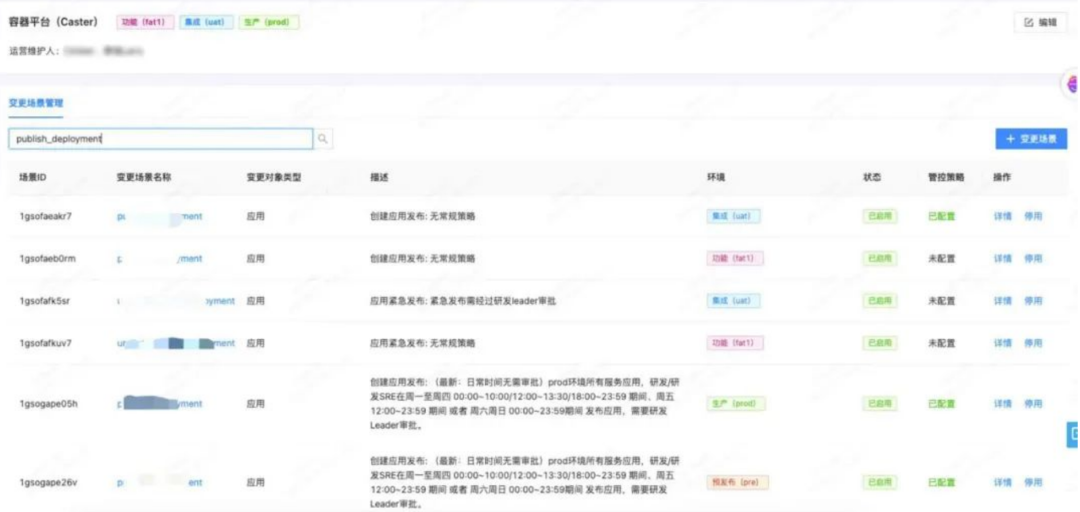 容器平台（Caster） 功能（fat1） 集成（uat） 生产（prod） 编辑
运营维护人：
变更场景管理
publish_deployment + 变更场景
场景ID 变更场景名称 变更对象类型 描述 环境 状态 管控策略 操作
1gsofaeakr7 ment 应用 创建应用发布: 无常规策略 集成（uat） 已启用 已配置 详情 停用
1gsofaeb0rm yment 应用 创建应用发布: 无常规策略 功能（fat1） 已启用 未配置 详情 停用
1gsofafk5sr oyment 应用 应用紧急发布: 紧急发布需经过研发leader审批 集成（uat） 已启用 未配置 详情 停用
1gsofafkuv7 ment 应用 应用紧急发布: 无常规策略 功能（fat1） 已启用 未配置 详情 停用
创建应用发布: （最新: 日常时间无需审批）prod环境所有服务应用, 研发/研
发SRE在周一至周四 00:00~10:00/12:00~13:30/18:00~23:59 期间、周五
1gsogape05h yment 应用 生产（prod） 已启用 已配置 详情 停用
12:00~23:59 期间 或者 周六周日 00:00~23:59期间 发布应用, 需要研发
Leader审批。
创建应用发布: （最新: 日常时间无需审批）prod环境所有服务应用, 研发/研
发SRE在周一至周四 00:00~10:00/12:00~13:30/18:00~23:59 期间、周五
1gsogape26v ent 应用 预发布（pre） 已启用 已配置 详情 停用
12:00~23:59 期间 或者 周六周日 00:00~23:59期间 发布应用, 需要研发
Leader审批。